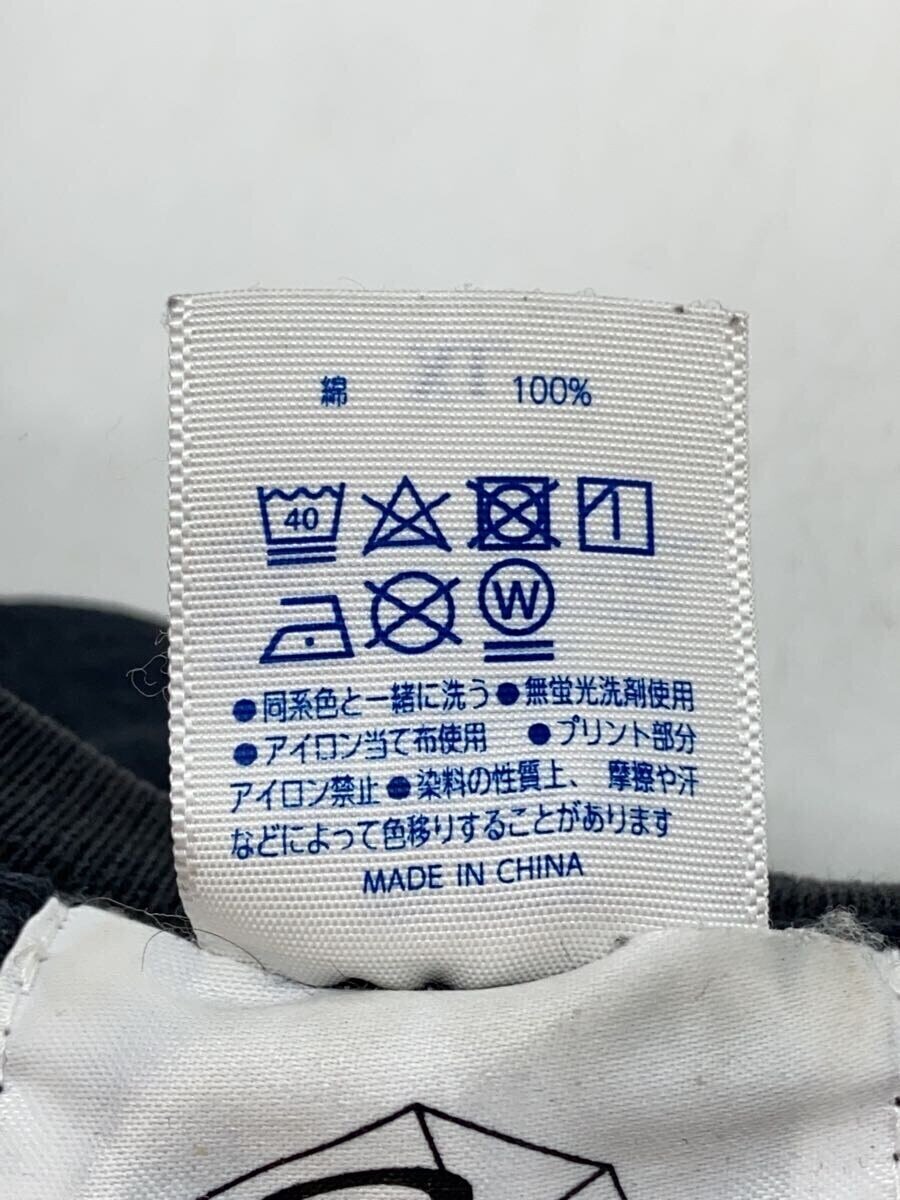 綿 100%
40
W
●同系色と一緒に洗う ●無蛍光洗剤使用
●アイロン当て布使用 ●プリント部分
アイロン禁止 ●染料の性質上、摩擦や汗
などによって色移りすることがあります
MADE IN CHINA